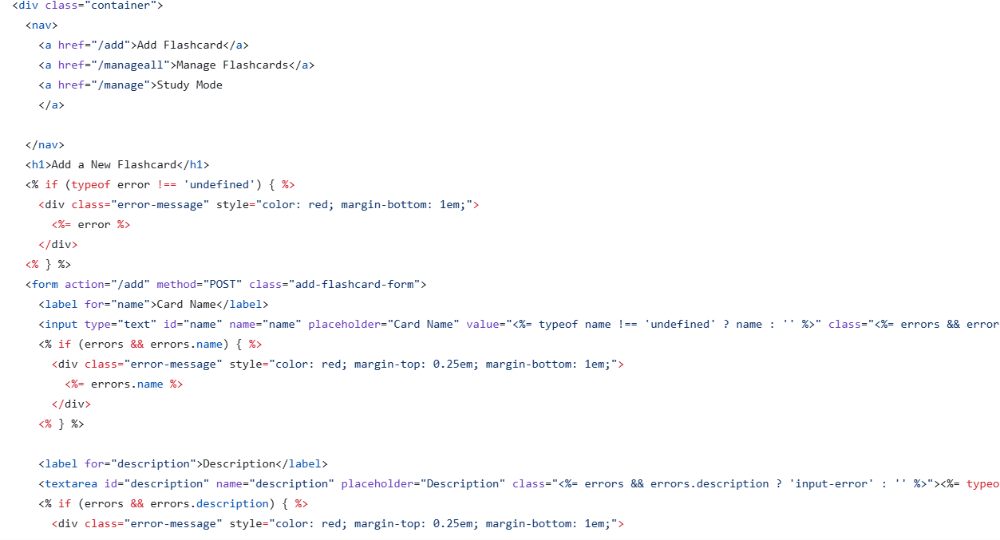 <div class="container">
<nav>
<a href="/add">Add Flashcard</a>
<a href="/manageall">Manage Flashcards</a>
<a href="/manage">Study Mode
</a>
</nav>
<h1>Add a New Flashcard</h1>
<% if (typeof error !== 'undefined') { %>
<div class="error-message" style="color: red; margin-bottom: 1em;">
<%= error %>
</div>
<% } %>
<form action="/add" method="POST" class="add-flashcard-form">
<label for="name">Card Name</label>
<input type="text" id="name" name="name" placeholder="Card Name" value="<%= typeof name !== 'undefined' ? name : '' %>" class="<%= errors && error
<% if (errors && errors.name) { %>
<div class="error-message" style="color: red; margin-top: 0.25em; margin-bottom: 1em;">
<%= errors.name %>
</div>
<% } %>
<label for="description">Description</label>
<textarea id="description" name="description" placeholder="Description" class="<%= errors && errors.description ? 'input-error' : '' %>"><%= typeo
<% if (errors && errors.description) { %>
<div class="error-message" style="color: red; margin-top: 0.25em; margin-bottom: 1em;">